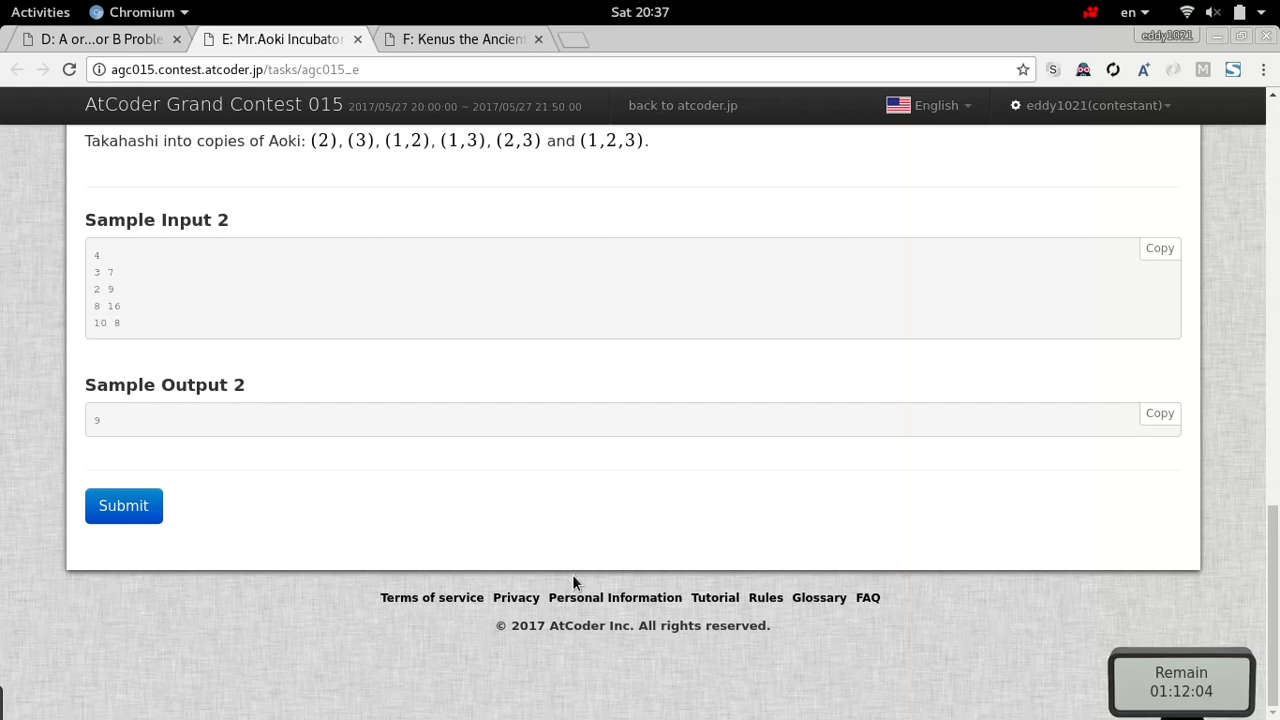 Activities Chromium Sat 20:37 en
D: A or...or B Proble E: Mr.Aoki Incubator F: Kenus the Ancient eddy1021
agc015.contest.atcoder.jp/tasks/agc015_e
AtCoder Grand Contest 015 2017/05/27 20:00:00 ~ 2017/05/27 21:50:00 back to atcoder.jp English eddy1021(contestant)
Takahashi into copies of Aoki: (2), (3), (1,2), (1,3), (2,3) and (1,2,3).
Sample Input 2
Copy
4
3 7
2 9
8 16
10 8
Sample Output 2
Copy
9
Submit
Terms of service Privacy Personal Information Tutorial Rules Glossary FAQ
© 2017 AtCoder Inc. All rights reserved.
Remain
01:12:04